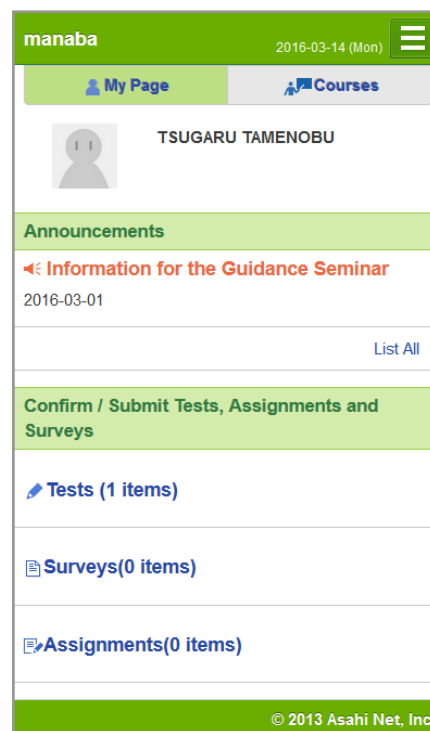 manaba
2016-03-14 (Mon)
My Page
Courses
TSUGARU TAMENOBU
Announcements
Information for the Guidance Seminar
2016-03-01
List All
Confirm / Submit Tests, Assignments and
Surveys
Tests (1 items)
Surveys(0 items)
Assignments(0 items)
© 2013 Asahi Net, Inc